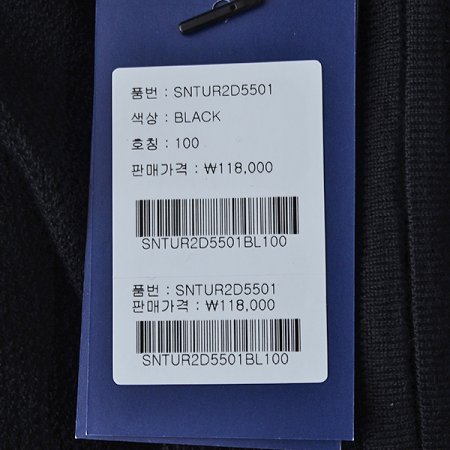 품번 : SNTUR2D5501
색상 : BLACK
호칭 : 100
판매가격 : ₩118,000
SNTUR2D5501BL100
품번 : SNTUR2D5501
판매가격 : ₩118,000
SNTUR2D5501BL100